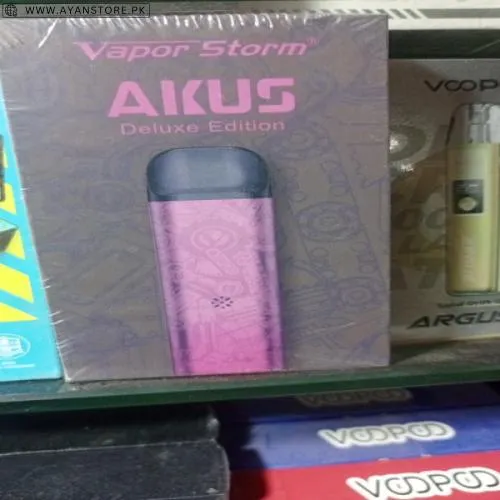 WWW.AYANSTORE.PK
Vapor Storm®
AKUS
Deluxe Edition
VOOP
ARGUS
VOOPOO
VOOPOO